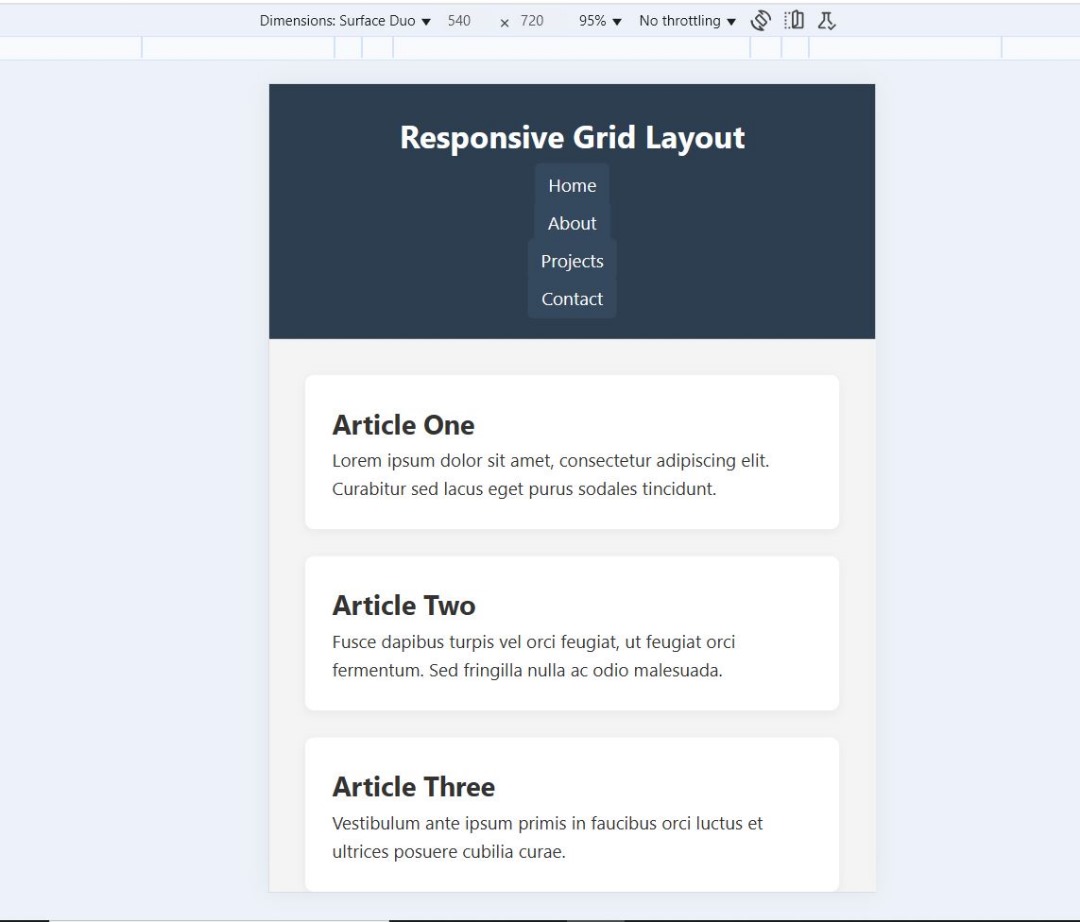 Dimensions: Surface Duo ▼ 540 × 720 95% ▼ No throttling ▼
Responsive Grid Layout
Home
About
Projects
Contact
Article One
Lorem ipsum dolor sit amet, consectetur adipiscing elit.
Curabitur sed lacus eget purus sodales tincidunt.
Article Two
Fusce dapibus turpis vel orci feugiat, ut feugiat orci
fermentum. Sed fringilla nulla ac odio malesuada.
Article Three
Vestibulum ante ipsum primis in faucibus orci luctus et
ultrices posuere cubilia curae.